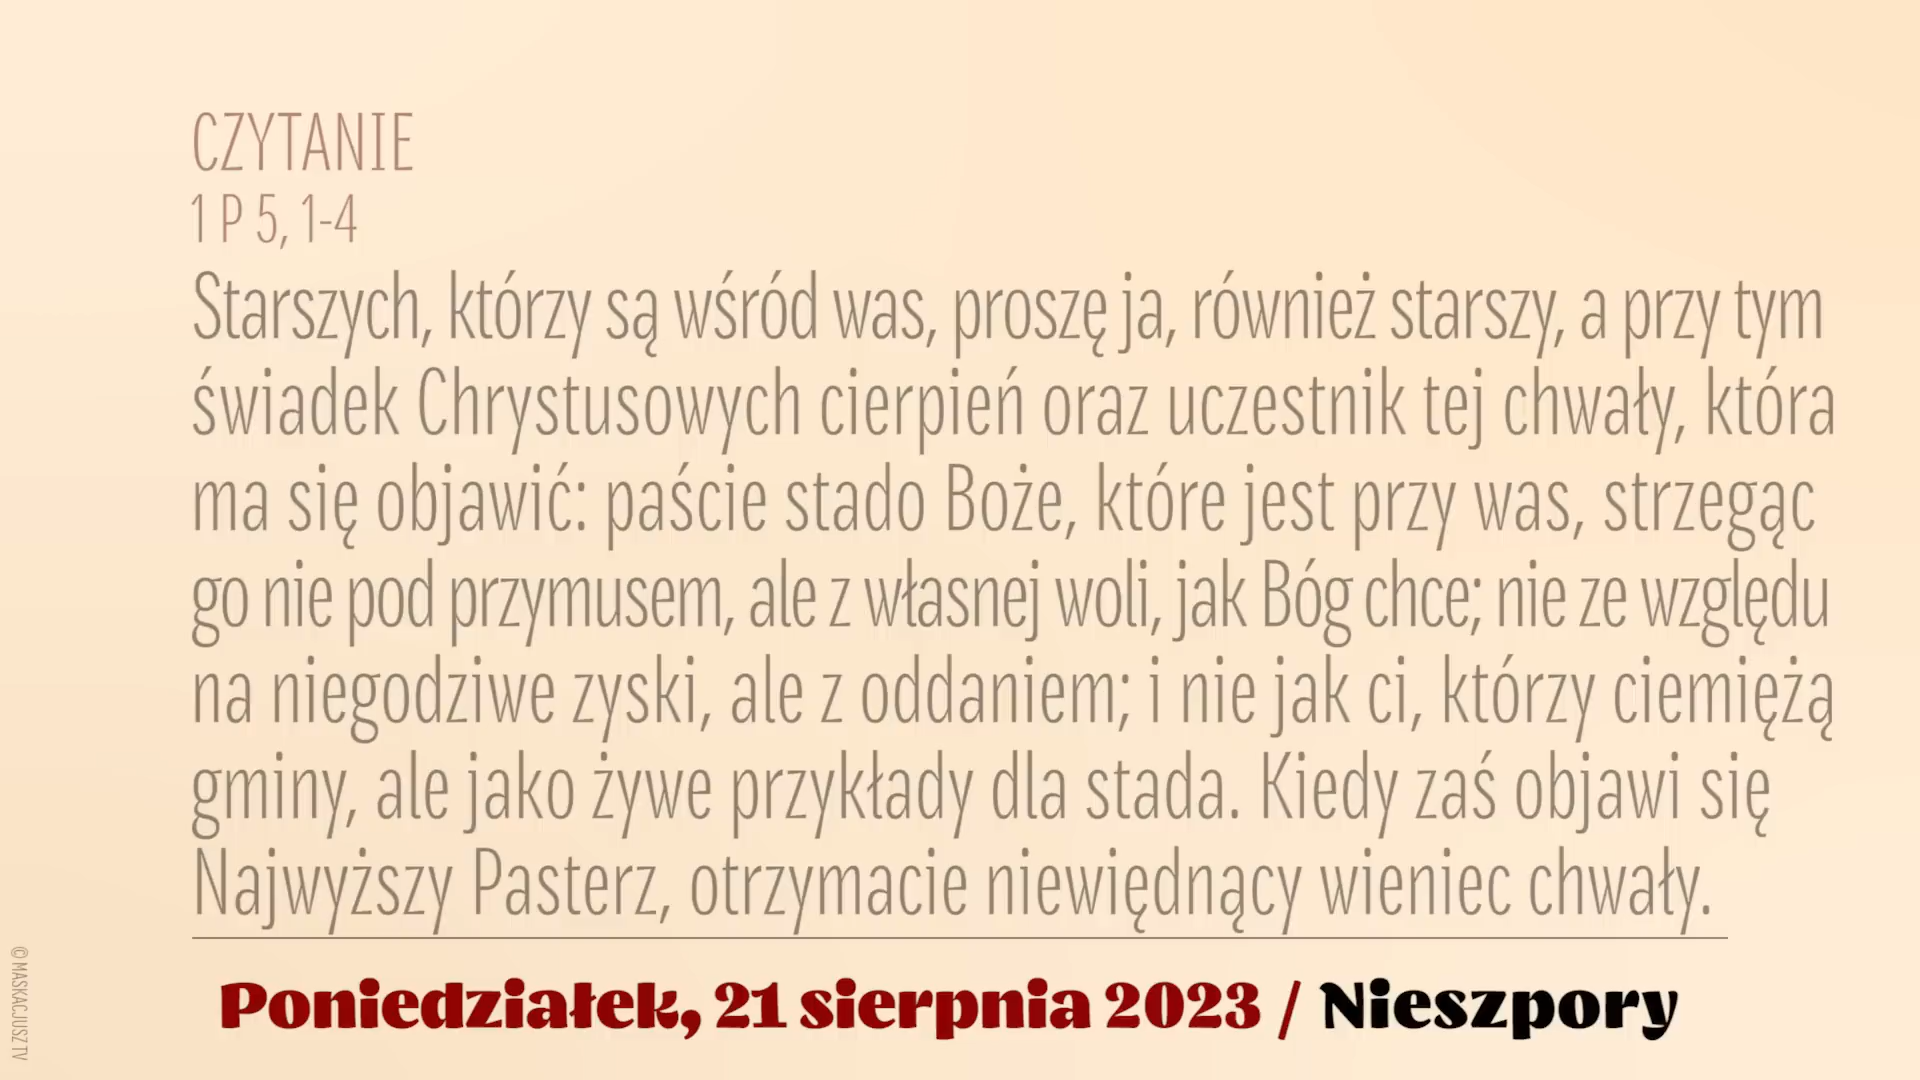 CZYTANIE
1 P 5, 1-4
Starszych, którzy są wśród was, proszę ja, również starszy, a przy tym
świadek Chrystusowych cierpień oraz uczestnik tej chwały, która
ma się objawić: paście stado Boże, które jest przy was, strzegąc
go nie pod przymusem, ale z własnej woli, jak Bóg chce; nie ze względu
na niegodziwe zyski, ale z oddaniem; i nie jak ci, którzy ciemiężą
gminy, ale jako żywe przykłady dla stada. Kiedy zaś objawi się
Najwyższy Pasterz, otrzymacie niewiędnący wieniec chwały.
Poniedziałek, 21 sierpnia 2023 / Nieszpory
© MASKACJUSZ TV